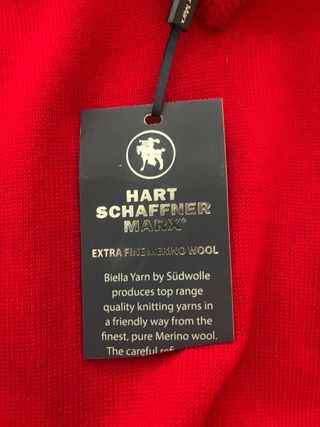 Marx
HART
SCHAFFNER
MARX®
EXTRA FINE MERINO WOOL
Biella Yarn by Südwolle
produces top range
quality knitting yarns in
a friendly way from the
finest, pure Merino wool.
The careful